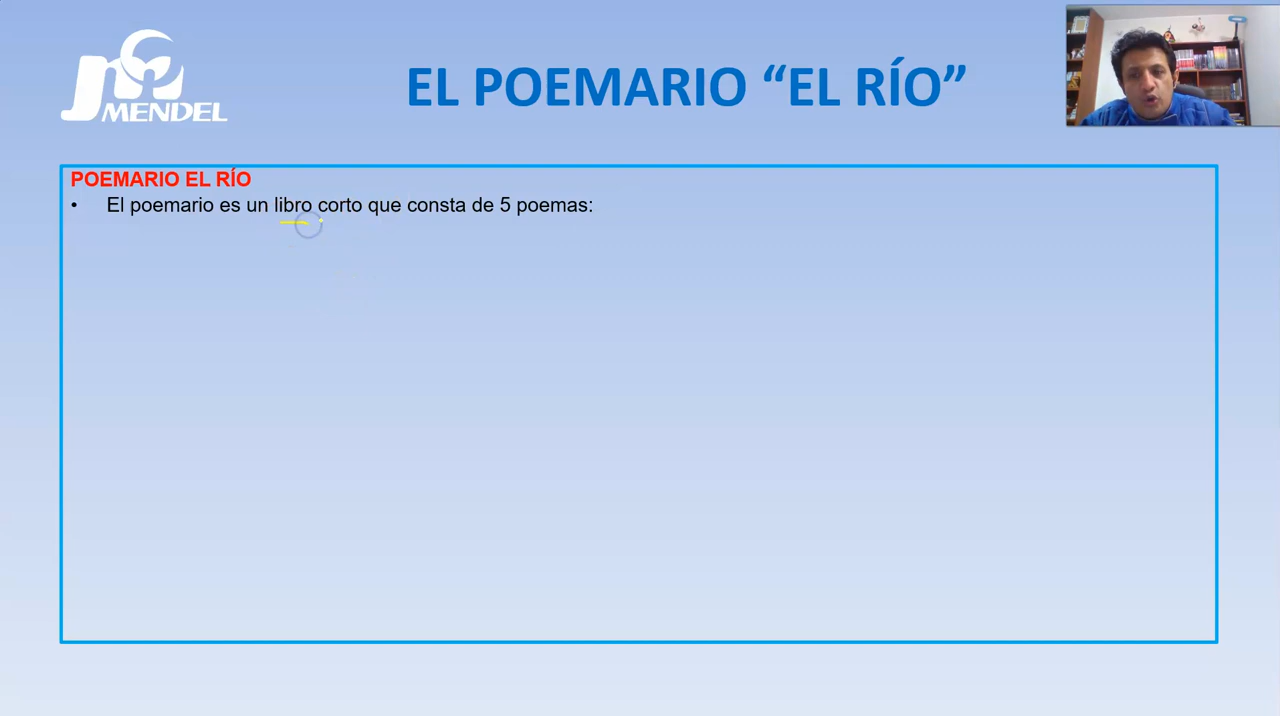 JM
MENDEL
EL POEMARIO “EL RÍO”
POEMARIO EL RÍO
• El poemario es un libro corto que consta de 5 poemas: